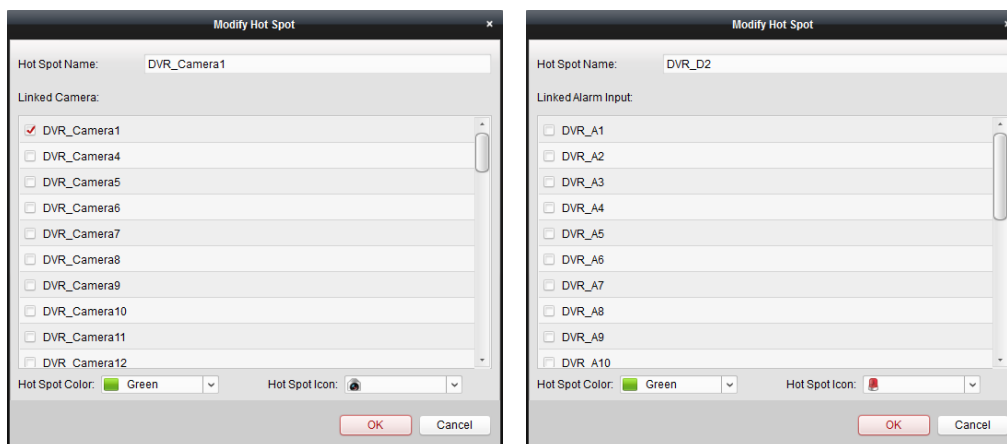 Modify Hot Spot ×
Hot Spot Name: DVR_Camera1
Linked Camera:
DVR_Camera1
DVR_Camera4
DVR_Camera5
DVR_Camera6
DVR_Camera7
DVR_Camera8
DVR_Camera9
DVR_Camera10
DVR_Camera11
DVR_Camera12
Hot Spot Color: Green Hot Spot Icon:
OK Cancel
Modify Hot Spot ×
Hot Spot Name: DVR_D2
Linked Alarm Input:
DVR_A1
DVR_A2
DVR_A3
DVR_A4
DVR_A5
DVR_A6
DVR_A7
DVR_A8
DVR_A9
DVR_A10
Hot Spot Color: Green Hot Spot Icon:
OK Cancel